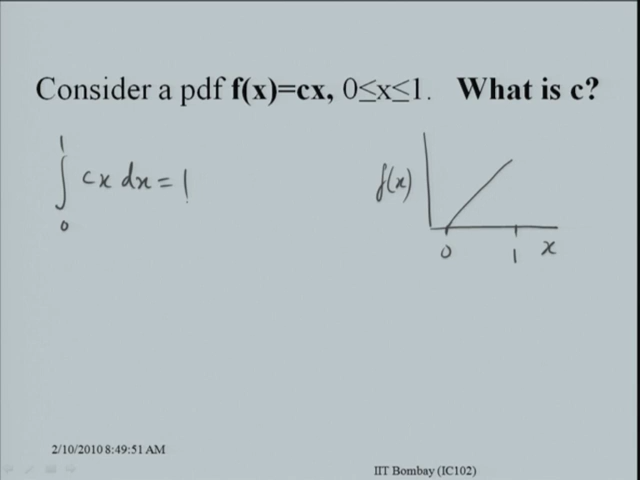 Consider a pdf f(x)=cx, 0≤x≤1. What is c?
∫₀¹ cx dx = 1
f(x)
0 1 x
2/10/2010 8:49:51 AM
IIT Bombay (IC102)